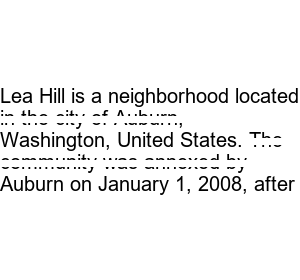 Lea Hill is a neighborhood located
in the city of Auburn,
Washington, United States. The
community was annexed by
Auburn on January 1, 2008, after